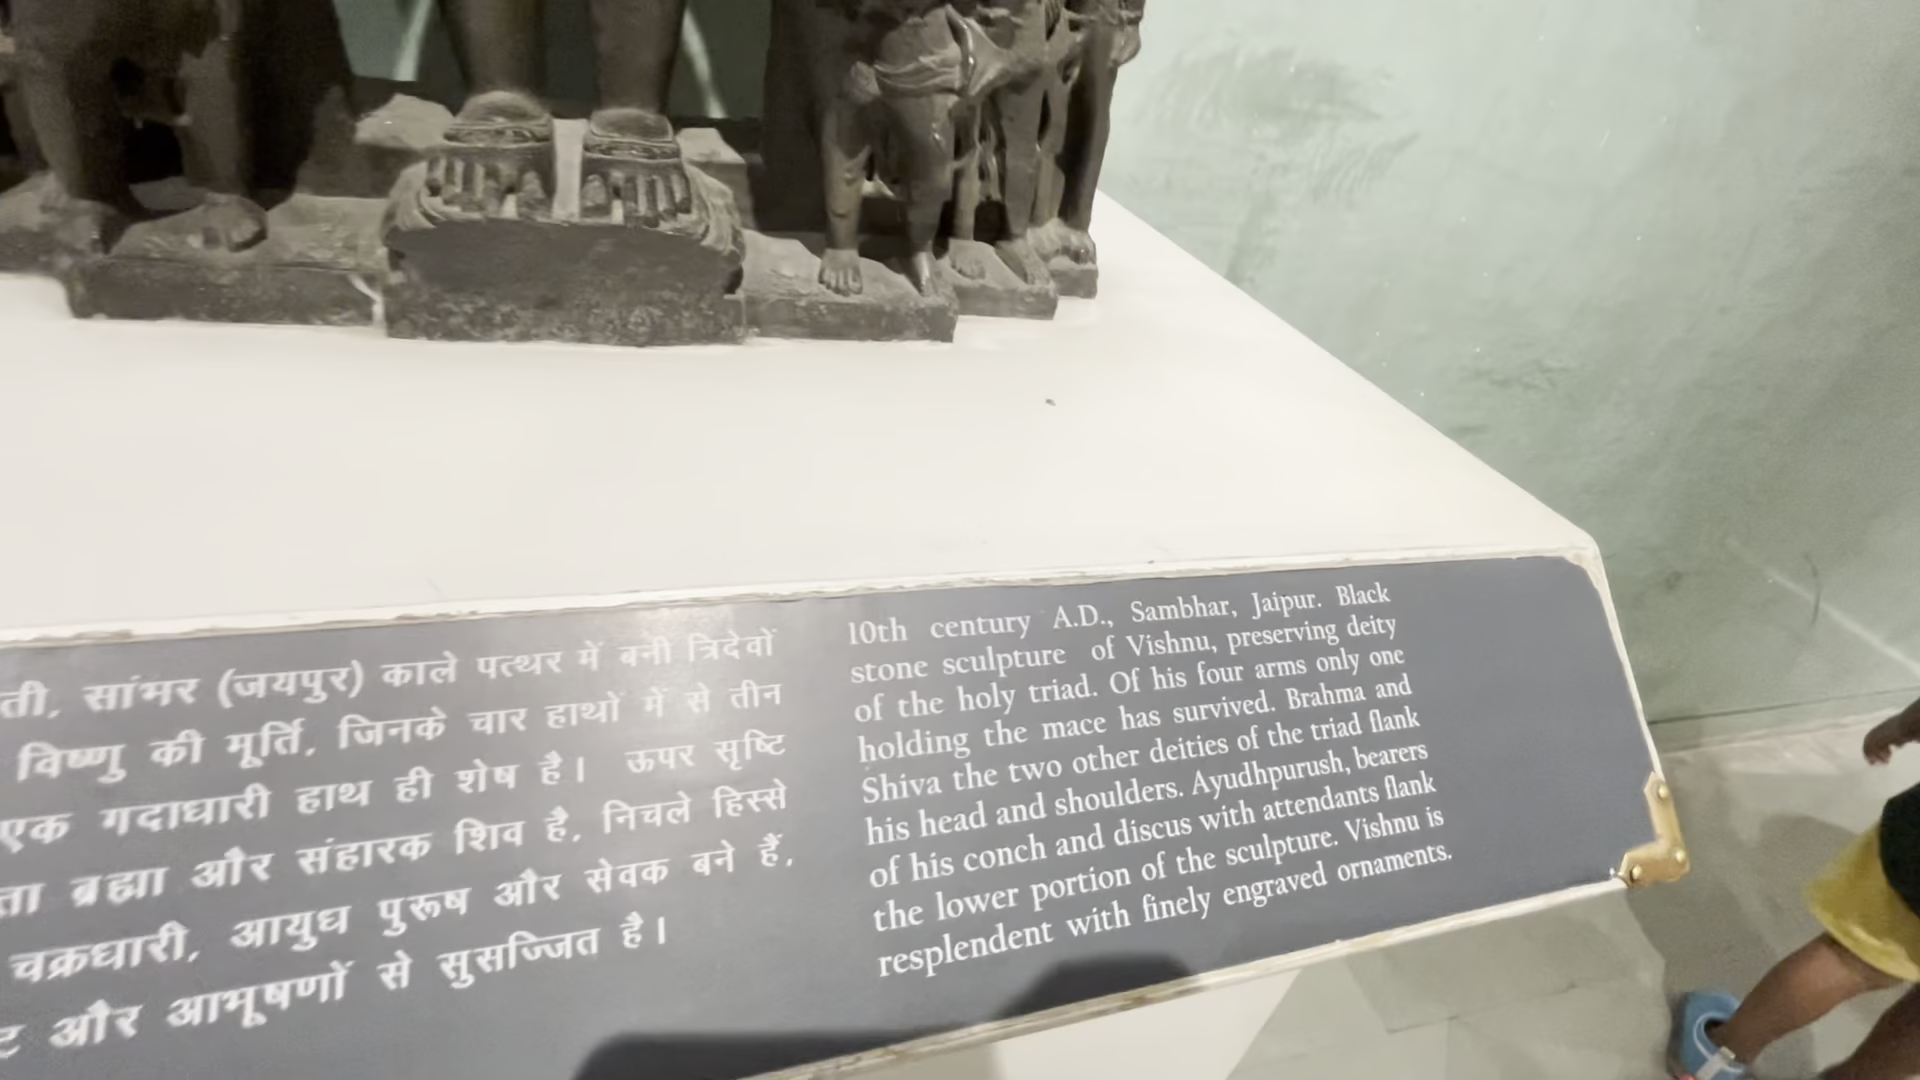 ती, सांभर (जयपुर) काले पत्थर में बनी त्रिदेवों
विष्णु की मूर्ति, जिनके चार हाथों में से तीन
एक गदाधारी हाथ ही शेष है। ऊपर सृष्टि
ता ब्रह्मा और संहारक शिव है, निचले हिस्से
चक्रधारी, आयुध पुरूष और सेवक बने हैं,
और आभूषणों से सुसज्जित है।
10th century A.D., Sambhar, Jaipur. Black
stone sculpture of Vishnu, preserving deity
of the holy triad. Of his four arms only one
holding the mace has survived. Brahma and
Shiva the two other deities of the triad flank
his head and shoulders. Ayudhpurush, bearers
of his conch and discus with attendants flank
the lower portion of the sculpture. Vishnu is
resplendent with finely engraved ornaments.